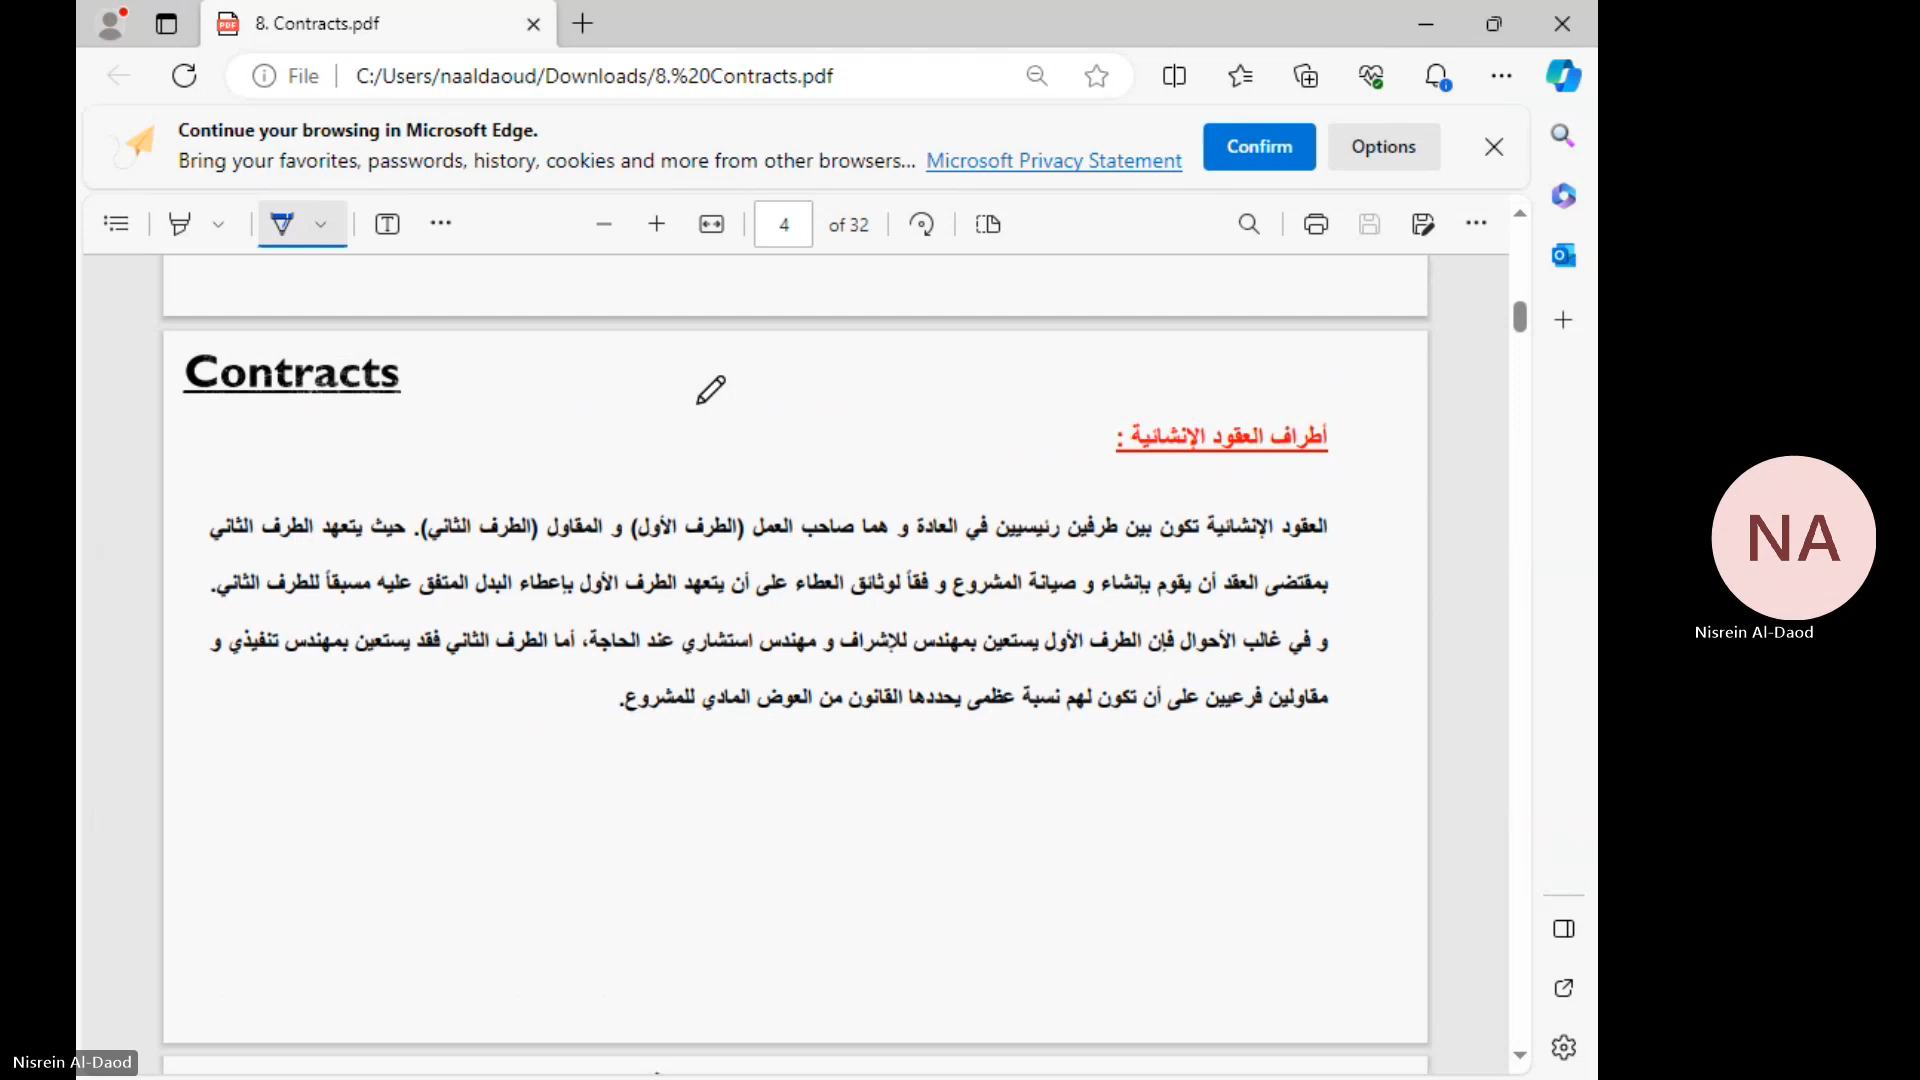 8. Contracts.pdf
File
C:/Users/naaldaoud/Downloads/8.%20Contracts.pdf
Continue your browsing in Microsoft Edge.
Bring your favorites, passwords, history, cookies and more from other browsers... Microsoft Privacy Statement
Confirm
Options
4 of 32
Contracts
أطراف العقود الإنشائية :
العقود الإنشائية تكون بين طرفين رئيسيين في العادة و هما صاحب العمل (الطرف الأول) و المقاول (الطرف الثاني). حيث يتعهد الطرف الثاني
بمقتضى العقد أن يقوم بإنشاء و صيانة المشروع و فقاً لوثائق العطاء على أن يتعهد الطرف الأول بإعطاء البدل المتفق عليه مسبقاً للطرف الثاني.
و في غالب الأحوال فإن الطرف الأول يستعين بمهندس للإشراف و مهندس استشاري عند الحاجة، أما الطرف الثاني فقد يستعين بمهندس تنفيذي و
مقاولين فرعيين على أن تكون لهم نسبة عظمى يحددها القانون من العوض المادي للمشروع.
NA
Nisrein Al-Daod
Nisrein Al-Daod